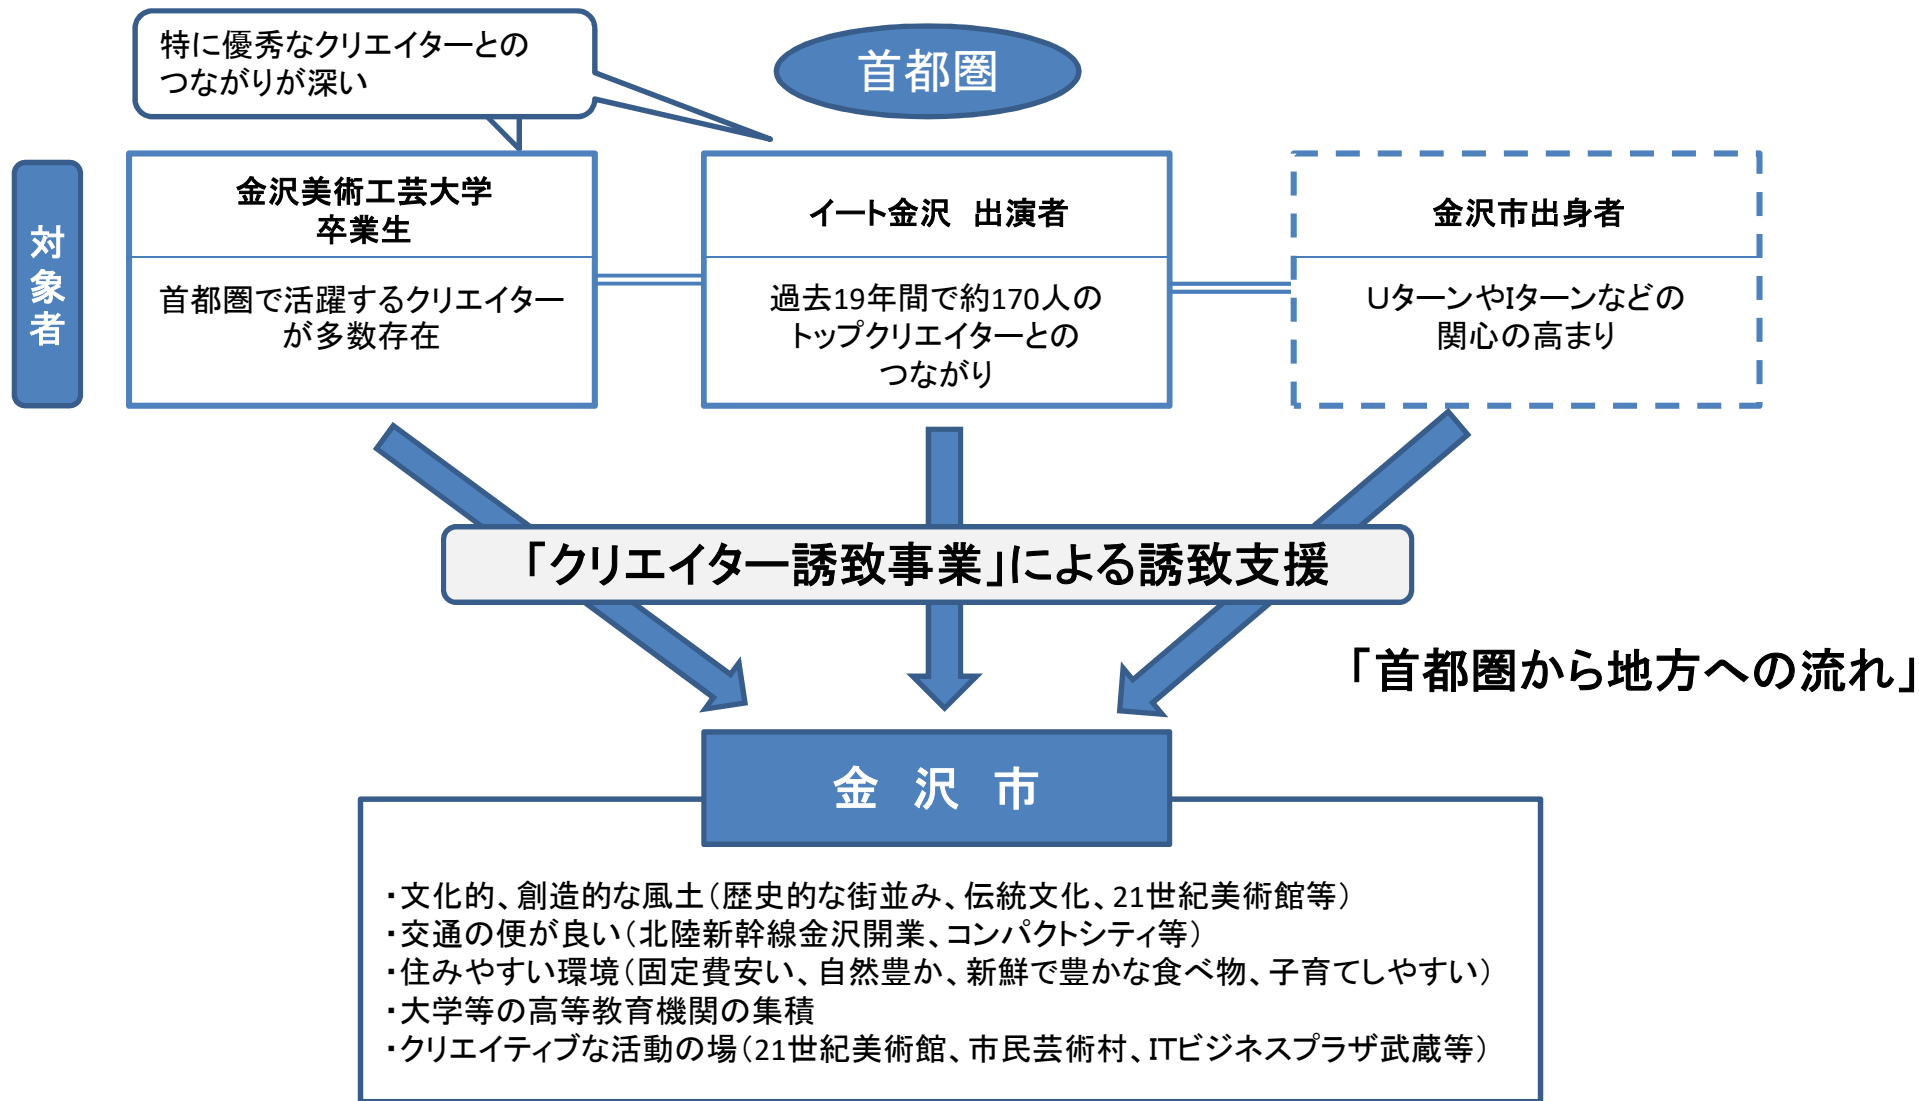 特に優秀なクリエイターとの
つながりが深い
首都圏
対象者
金沢美術工芸大学
卒業生
首都圏で活躍するクリエイター
が多数存在
イート金沢 出演者
過去19年間で約170人の
トップクリエイターとの
つながり
金沢市出身者
UターンやIターンなどの
関心の高まり
「クリエイター誘致事業」による誘致支援
「首都圏から地方への流れ」
金 沢 市
・文化的、創造的な風土（歴史的な街並み、伝統文化、21世紀美術館等）
・交通の便が良い（北陸新幹線金沢開業、コンパクトシティ等）
・住みやすい環境（固定費安い、自然豊か、新鮮で豊かな食べ物、子育てしやすい）
・大学等の高等教育機関の集積
・クリエイティブな活動の場（21世紀美術館、市民芸術村、ITビジネスプラザ武蔵等）